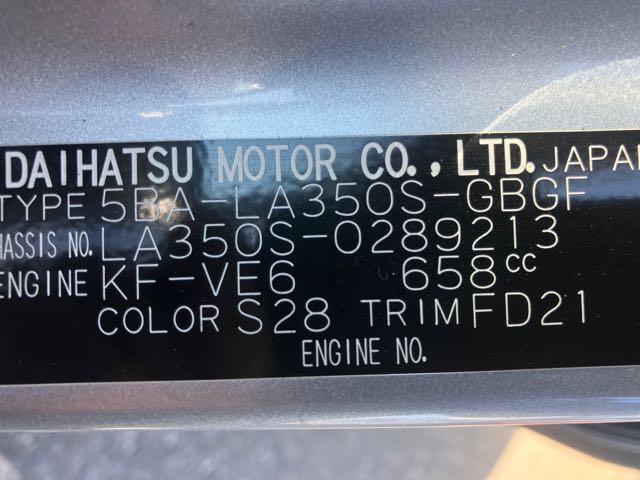 DAIHATSU MOTOR CO., LTD. JAPAN
TYPE 5BA-LA350S-GBGF
CHASSIS NO. LA350S-0289213
ENGINE KF-VE6 658cc
COLOR S28 TRIM FD21
ENGINE NO.